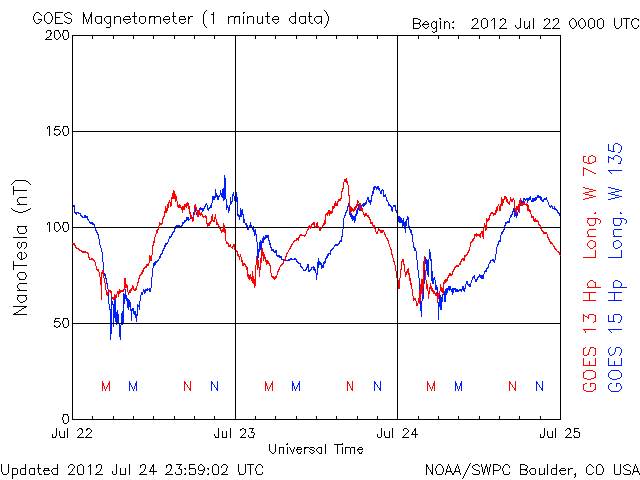 GOES Magnetometer (1 minute data)
Begin: 2012 Jul 22 0000 UTC
200
150
100
50
0
NanoTesla (nT)
M M N N M M N N M M N N
Jul 22 Jul 23 Jul 24 Jul 25
Universal Time
GOES 13 Hp Long. W 76
GOES 15 Hp Long. W 135
Updated 2012 Jul 24 23:59:02 UTC
NOAA/SWPC Boulder, CO USA